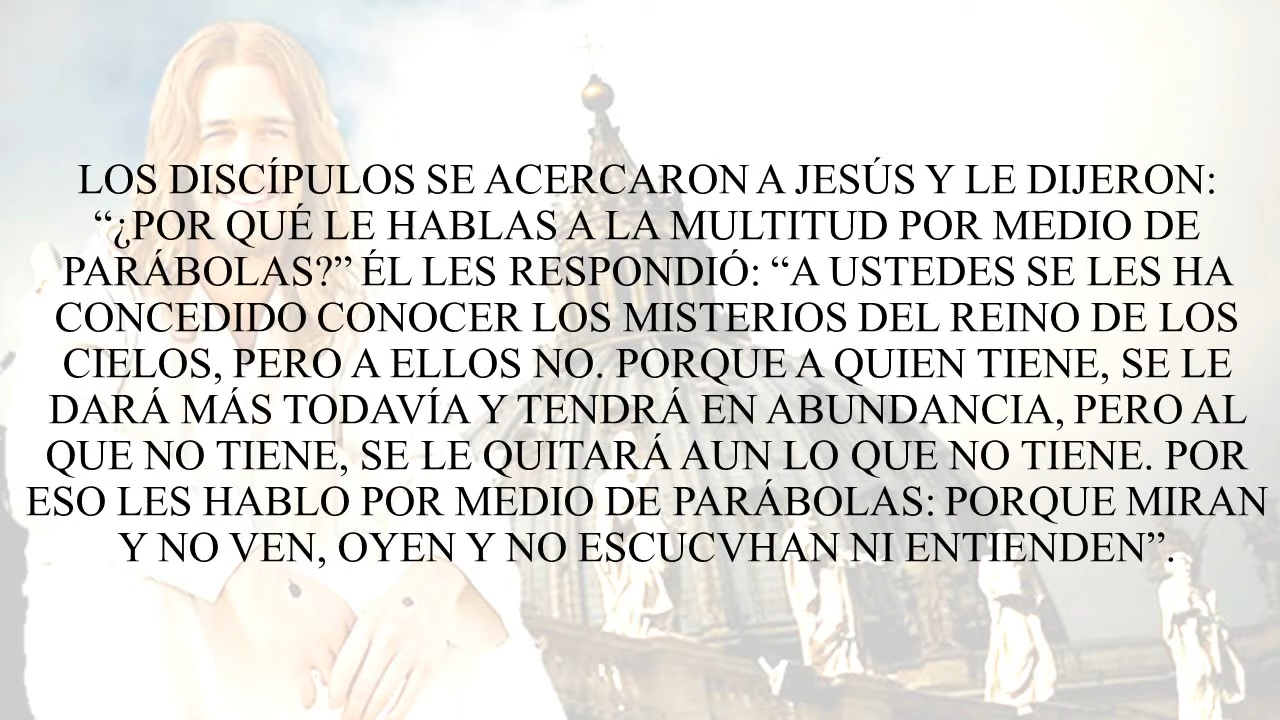 LOS DISCÍPULOS SE ACERCARON A JESÚS Y LE DIJERON:
“¿POR QUÉ LE HABLAS A LA MULTITUD POR MEDIO DE
PARÁBOLAS?” ÉL LES RESPONDIÓ: “A USTEDES SE LES HA
CONCEDIDO CONOCER LOS MISTERIOS DEL REINO DE LOS
CIELOS, PERO A ELLOS NO. PORQUE A QUIEN TIENE, SE LE
DARÁ MÁS TODAVÍA Y TENDRÁ EN ABUNDANCIA, PERO AL
QUE NO TIENE, SE LE QUITARÁ AUN LO QUE NO TIENE. POR
ESO LES HABLO POR MEDIO DE PARÁBOLAS: PORQUE MIRAN
Y NO VEN, OYEN Y NO ESCUCVHAN NI ENTIENDEN”.